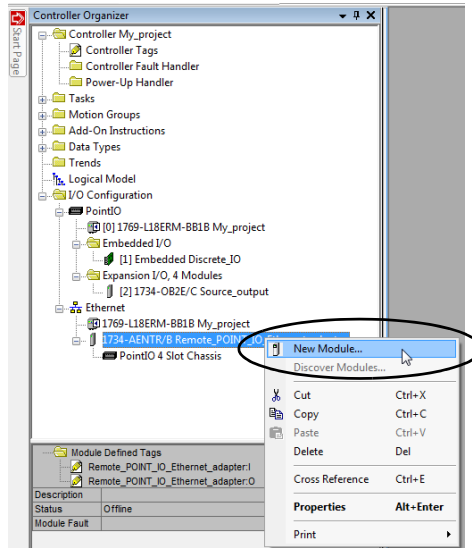 Controller Organizer
Start Page
Controller My_project
Controller Tags
Controller Fault Handler
Power-Up Handler
Tasks
Motion Groups
Add-On Instructions
Data Types
Trends
Logical Model
I/O Configuration
PointIO
[0] 1769-L18ERM-BB1B My_project
Embedded I/O
[1] Embedded Discrete_IO
Expansion I/O, 4 Modules
[2] 1734-OB2E/C Source_output
Ethernet
1769-L18ERM-BB1B My_project
1734-AENTR/B Remote_POINT_IO_
PointIO 4 Slot Chassis
New Module...
Discover Modules...
Cut Ctrl+X
Copy Ctrl+C
Paste Ctrl+V
Delete Del
Cross Reference Ctrl+E
Properties Alt+Enter
Print
Module Defined Tags
Remote_POINT_IO_Ethernet_adapter:I
Remote_POINT_IO_Ethernet_adapter:O
Description
Status Offline
Module Fault